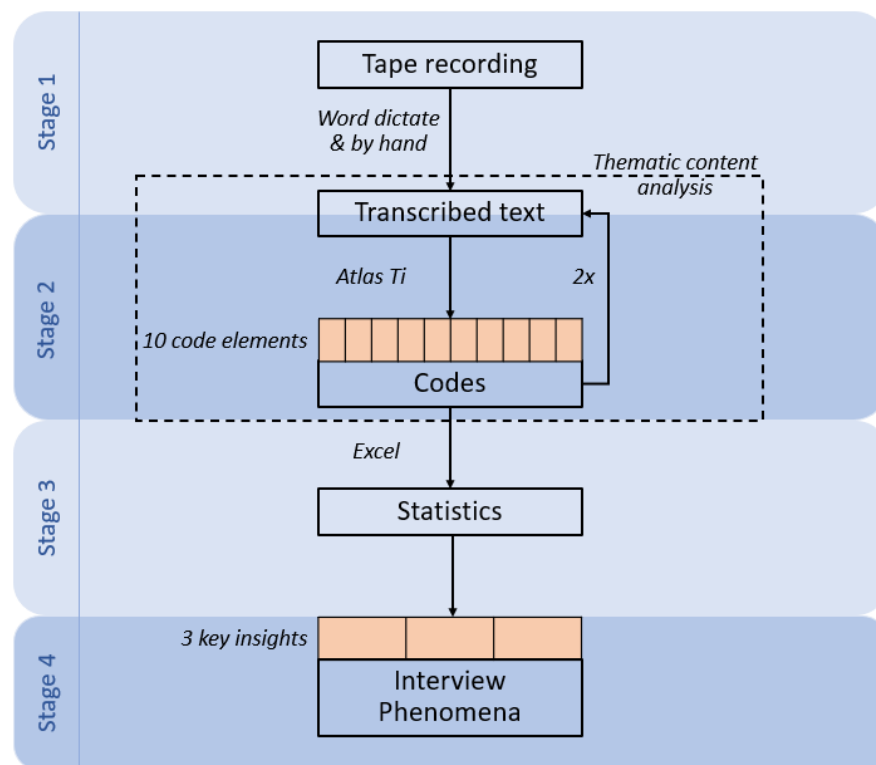 Stage 1
Tape recording
Word dictate
& by hand
Thematic content
analysis
Transcribed text
Stage 2
Atlas Ti
2x
10 code elements
Codes
Excel
Stage 3
Statistics
Stage 4
3 key insights
Interview
Phenomena